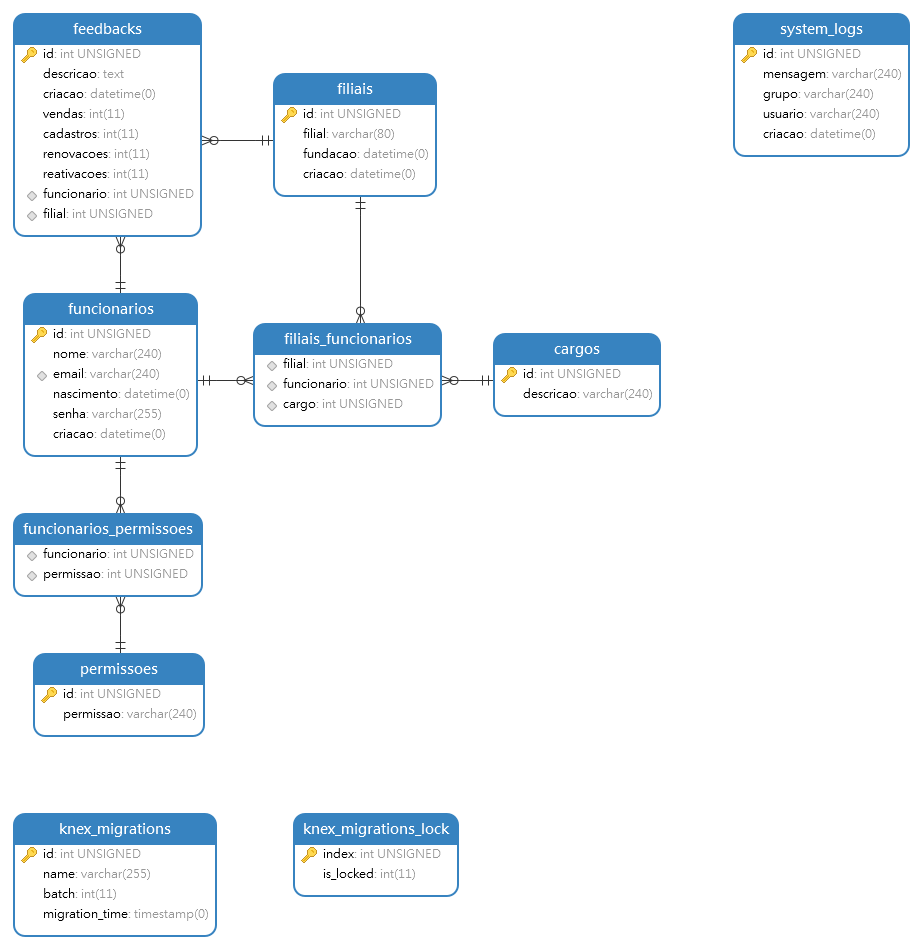 feedbacks
id: int UNSIGNED
descricao: text
criacao: datetime(0)
vendas: int(11)
cadastros: int(11)
renovacoes: int(11)
reativacoes: int(11)
funcionario: int UNSIGNED
filial: int UNSIGNED
filiais
id: int UNSIGNED
filial: varchar(80)
fundacao: datetime(0)
criacao: datetime(0)
system_logs
id: int UNSIGNED
mensagem: varchar(240)
grupo: varchar(240)
usuario: varchar(240)
criacao: datetime(0)
funcionarios
id: int UNSIGNED
nome: varchar(240)
email: varchar(240)
nascimento: datetime(0)
senha: varchar(255)
criacao: datetime(0)
filiais_funcionarios
filial: int UNSIGNED
funcionario: int UNSIGNED
cargo: int UNSIGNED
cargos
id: int UNSIGNED
descricao: varchar(240)
funcionarios_permissoes
funcionario: int UNSIGNED
permissao: int UNSIGNED
permissoes
id: int UNSIGNED
permissao: varchar(240)
knex_migrations
id: int UNSIGNED
name: varchar(255)
batch: int(11)
migration_time: timestamp(0)
knex_migrations_lock
index: int UNSIGNED
is_locked: int(11)